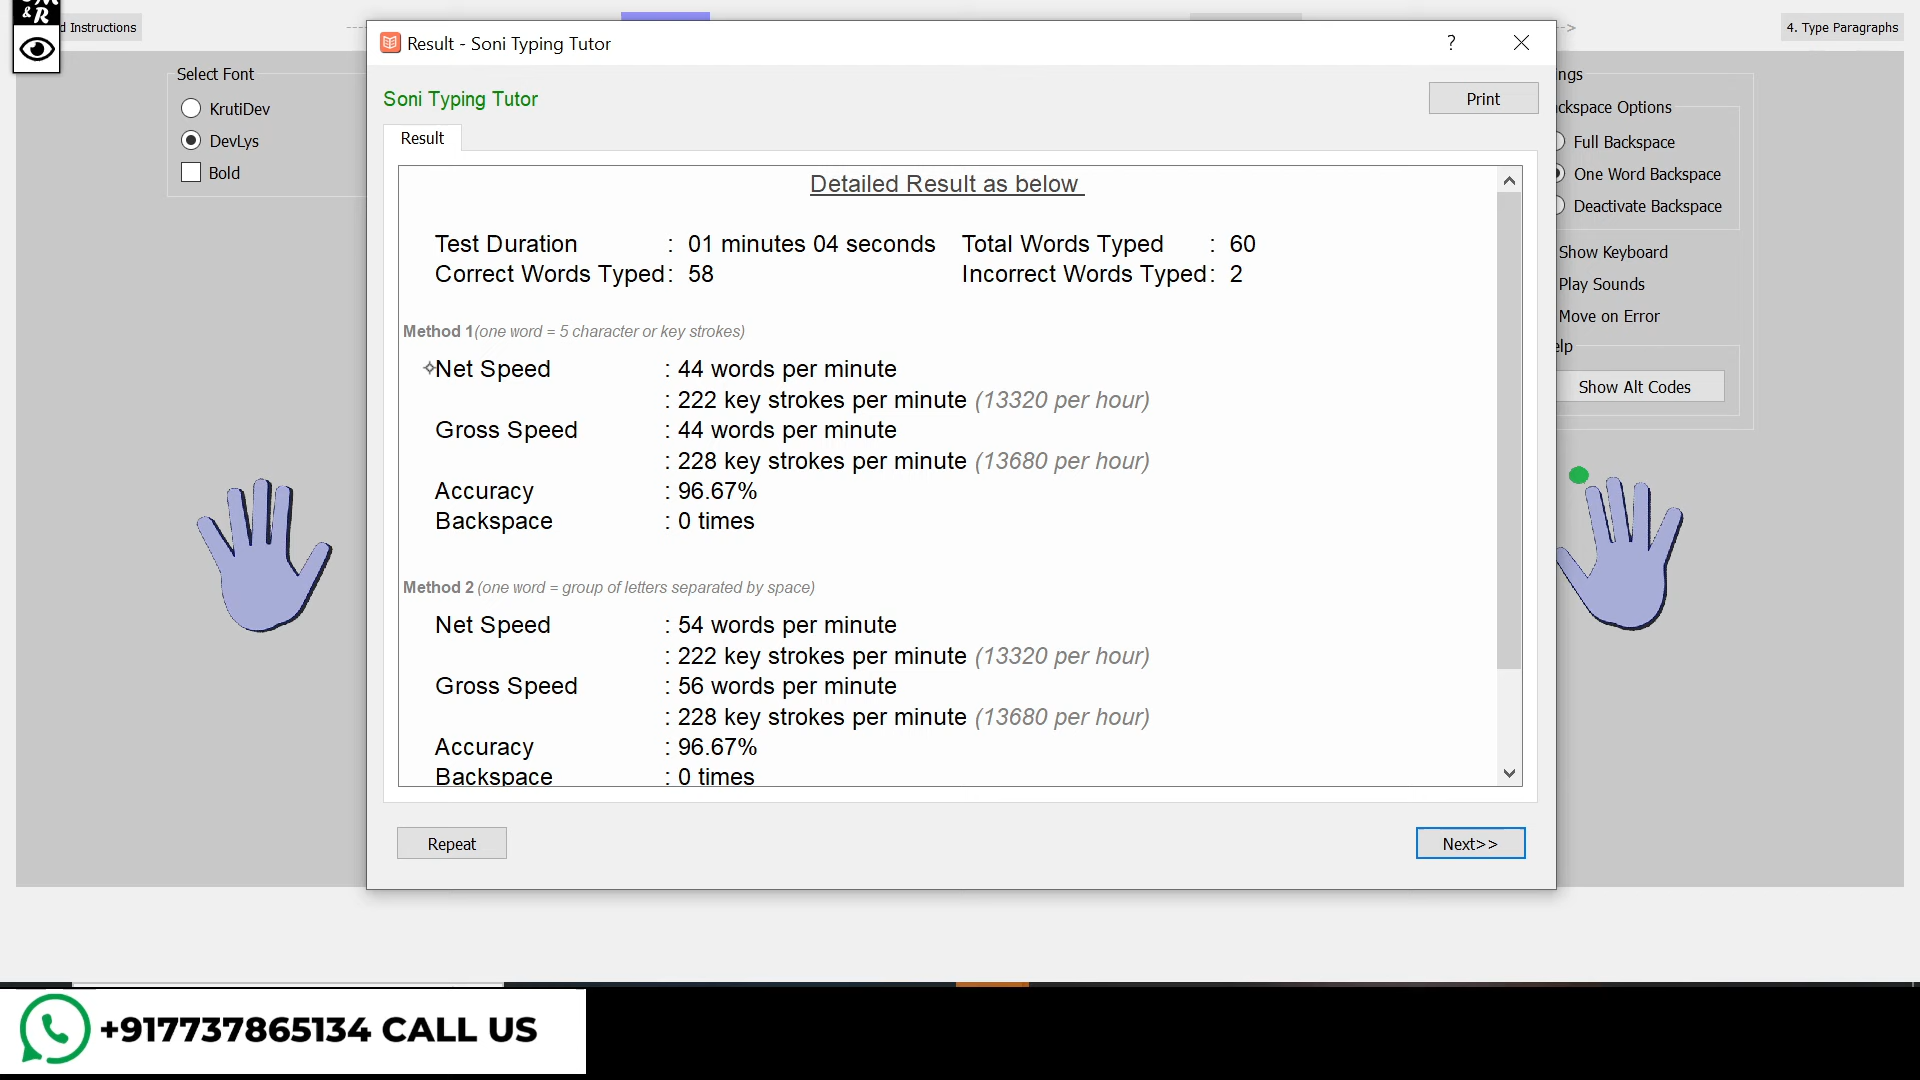 &R
d Instructions
4. Type Paragraphs
Result - Soni Typing Tutor
?
Select Font
KrutiDev
DevLys
Bold
Soni Typing Tutor
Print
Result
Detailed Result as below
Test Duration : 01 minutes 04 seconds Total Words Typed : 60
Correct Words Typed : 58 Incorrect Words Typed : 2
Method 1(one word = 5 character or key strokes)
Net Speed : 44 words per minute
: 222 key strokes per minute (13320 per hour)
Gross Speed : 44 words per minute
: 228 key strokes per minute (13680 per hour)
Accuracy : 96.67%
Backspace : 0 times
Method 2 (one word = group of letters separated by space)
Net Speed : 54 words per minute
: 222 key strokes per minute (13320 per hour)
Gross Speed : 56 words per minute
: 228 key strokes per minute (13680 per hour)
Accuracy : 96.67%
Backspace : 0 times
Repeat
Next>>
ngs
ckspace Options
Full Backspace
One Word Backspace
Deactivate Backspace
Show Keyboard
Play Sounds
Move on Error
elp
Show Alt Codes
+917737865134 CALL US